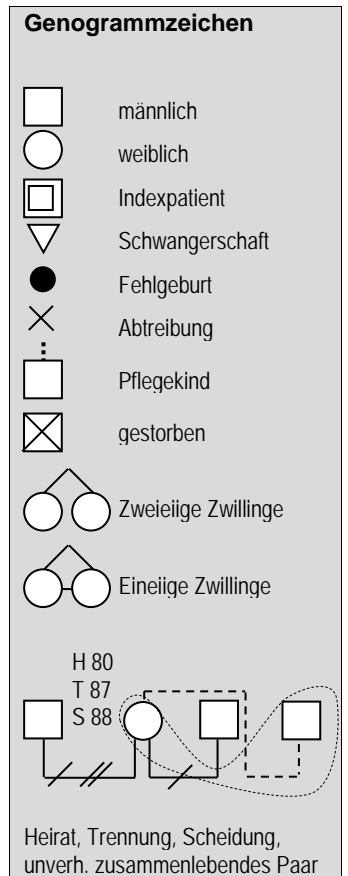 Genogrammzeichen
männlich
weiblich
Indexpatient
Schwangerschaft
Fehlgeburt
Abtreibung
Pflegekind
gestorben
Zweieiige Zwillinge
Eineiige Zwillinge
H 80
T 87
S 88
Heirat, Trennung, Scheidung,
unverh. zusammenlebendes Paar